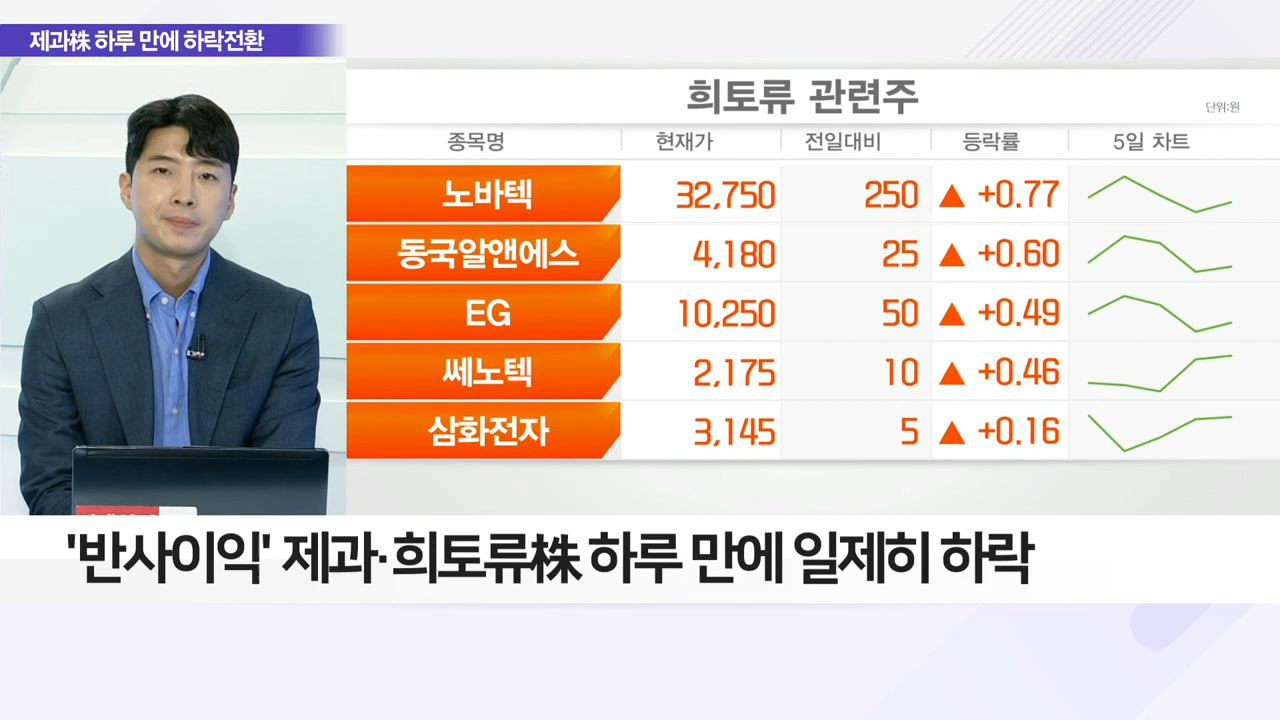 제과株 하루 만에 하락전환
희토류 관련주
단위:원
종목명 현재가 전일대비 등락률 5일 차트
노바텍 32,750 250 ▲ +0.77
동국알앤에스 4,180 25 ▲ +0.60
EG 10,250 50 ▲ +0.49
쎄노텍 2,175 10 ▲ +0.46
삼화전자 3,145 5 ▲ +0.16
'반사이익' 제과·희토류株 하루 만에 일제히 하락